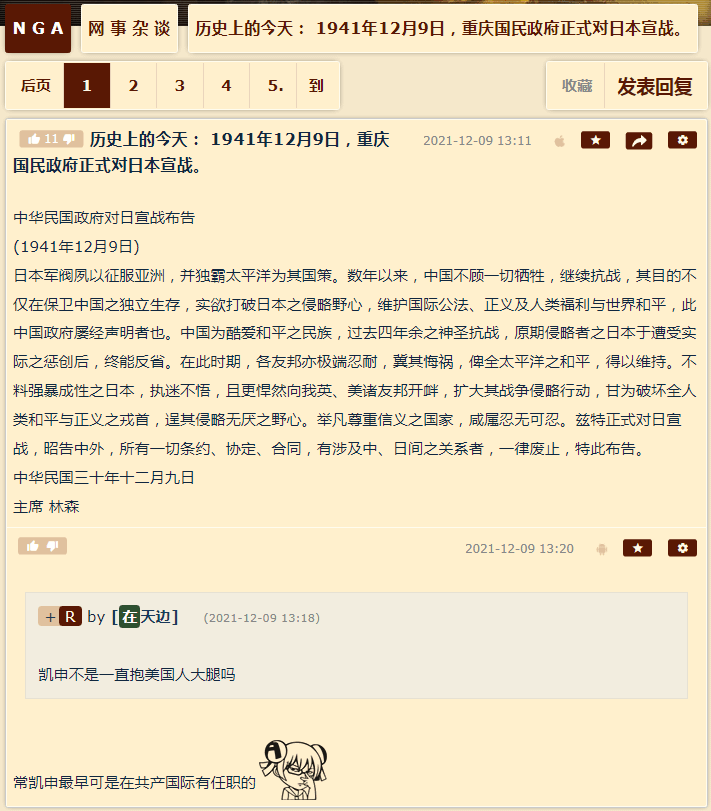 NGA 网事杂谈 历史上的今天： 1941年12月9日，重庆国民政府正式对日本宣战。
后页 1 2 3 4 5. 到 收藏 发表回复
11 历史上的今天： 1941年12月9日，重庆 2021-12-09 13:11
国民政府正式对日本宣战。
中华民国政府对日宣战布告
(1941年12月9日)
日本军阀夙以征服亚洲，并独霸太平洋为其国策。数年以来，中国不顾一切牺牲，继续抗战，其目的不
仅在保卫中国之独立生存，实欲打破日本之侵略野心，维护国际公法、正义及人类福利与世界和平，此
中国政府屡经声明者也。中国为酷爱和平之民族，过去四年余之神圣抗战，原期侵略者之日本于遭受实
际之惩创后，终能反省。在此时期，各友邦亦极端忍耐，冀其悔祸，俾全太平洋之和平，得以维持。不
料强暴成性之日本，执迷不悟，且更悍然向我英、美诸友邦开衅，扩大其战争侵略行动，甘为破坏全人
类和平与正义之戎首，逞其侵略无厌之野心。举凡尊重信义之国家，咸属忍无可忍。兹特正式对日宣
战，昭告中外，所有一切条约、协定、合同，有涉及中、日间之关系者，一律废止，特此布告。
中华民国三十年十二月九日
主席 林森
2021-12-09 13:20
+ R by [在天边] (2021-12-09 13:18)
凯申不是一直抱美国人大腿吗
常凯申最早可是在共产国际有任职的